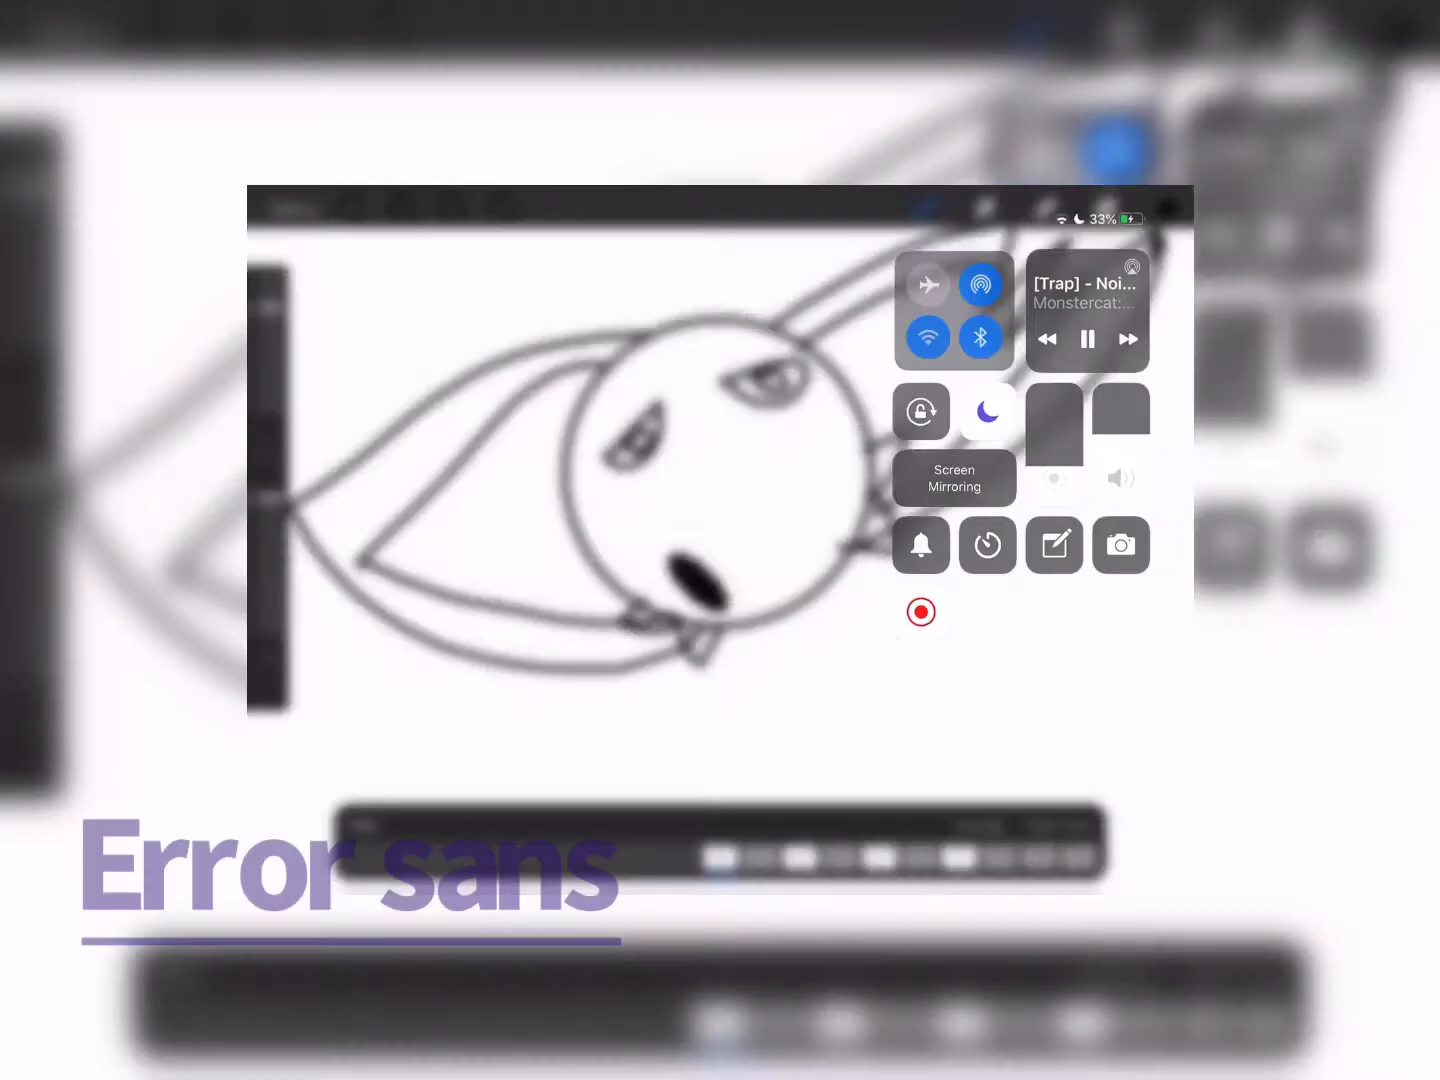 33%
[Trap] - Noi...
Monstercat:...
Screen
Mirroring
Error sans